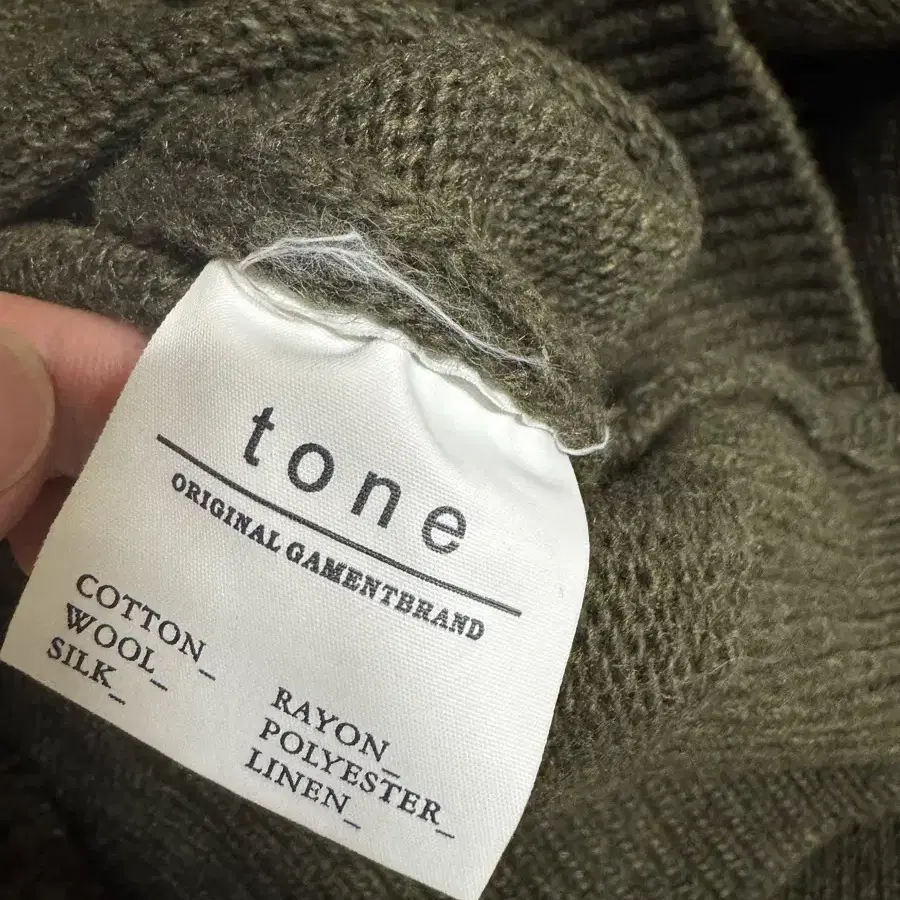 tone
ORIGINAL GAMENTBRAND
COTTON_
WOOL_
SILK_
RAYON_
POLYESTER_
LINEN_